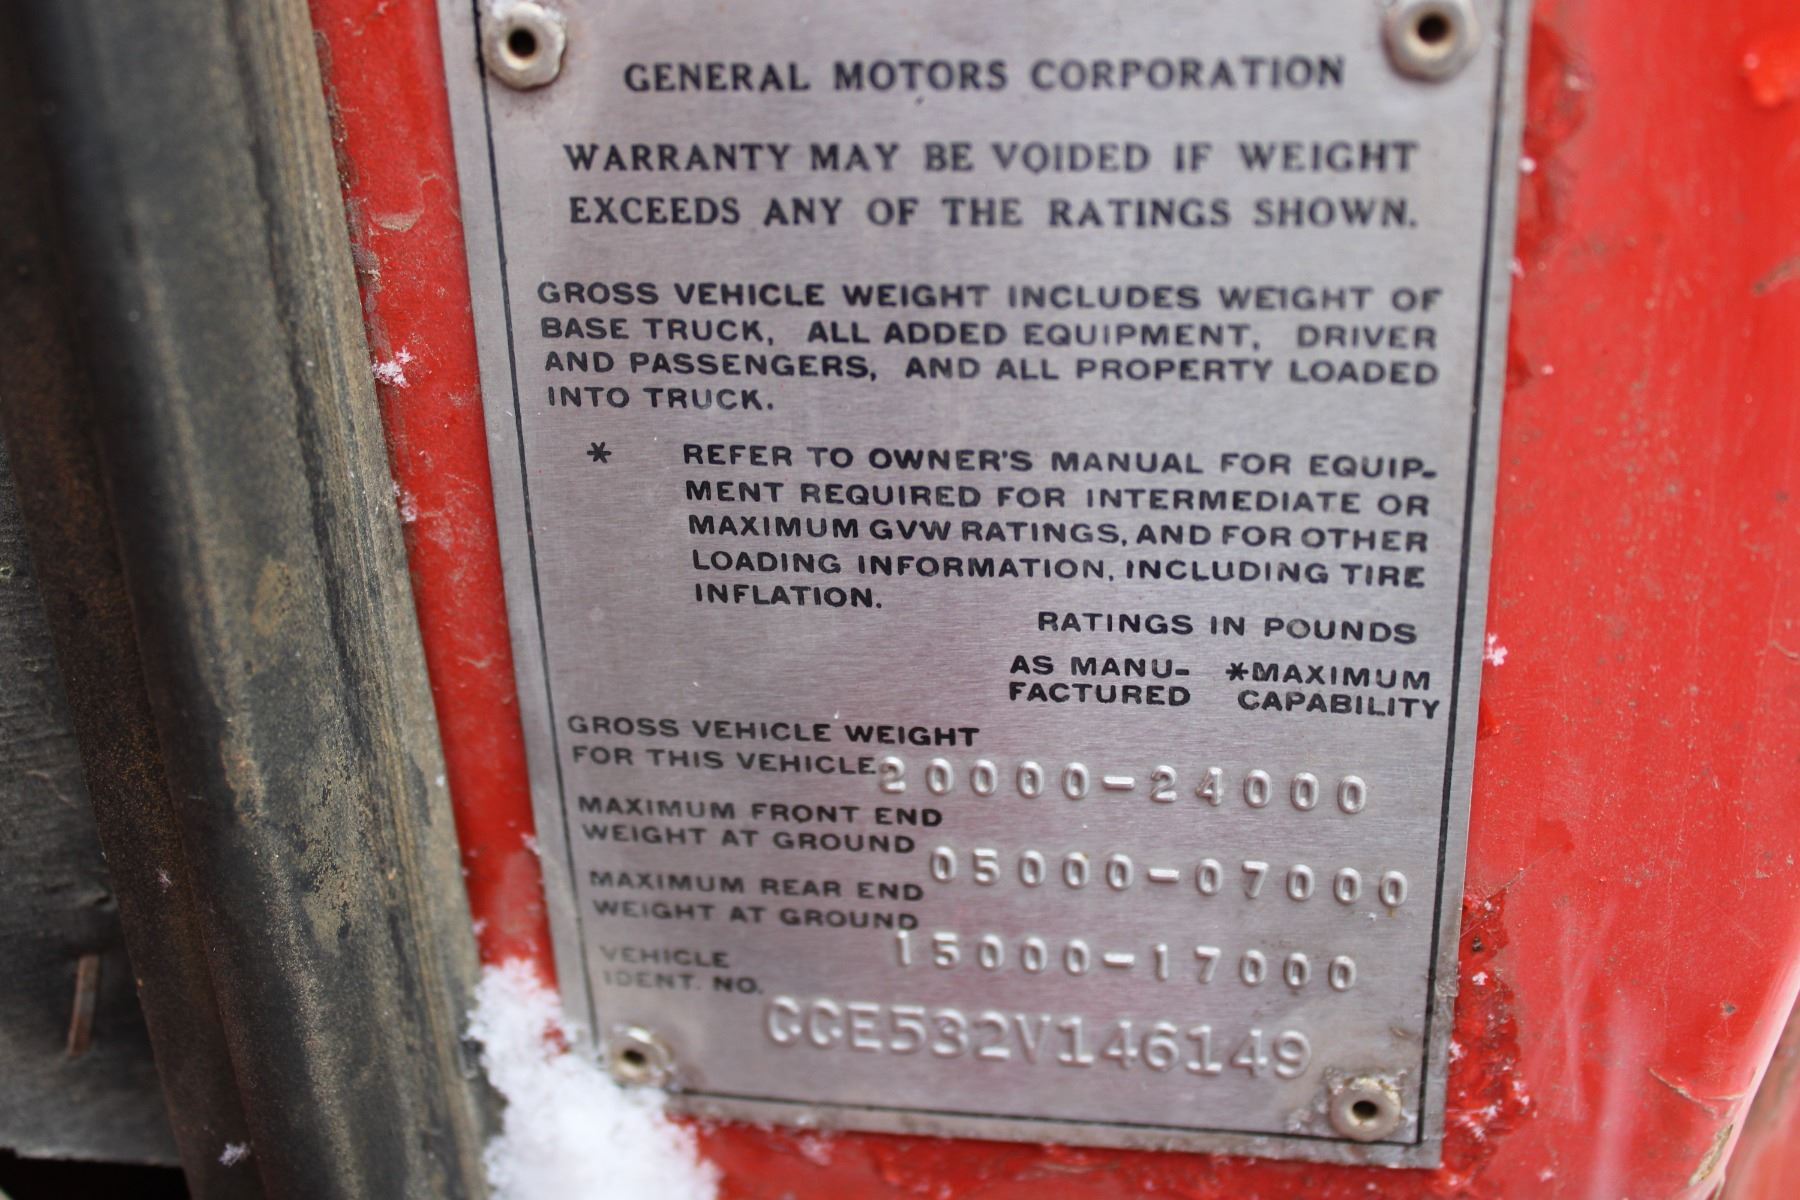 GENERAL MOTORS CORPORATION
WARRANTY MAY BE VOIDED IF WEIGHT
EXCEEDS ANY OF THE RATINGS SHOWN.
GROSS VEHICLE WEIGHT INCLUDES WEIGHT OF
BASE TRUCK, ALL ADDED EQUIPMENT, DRIVER
AND PASSENGERS, AND ALL PROPERTY LOADED
INTO TRUCK.
* REFER TO OWNER'S MANUAL FOR EQUIP-
MENT REQUIRED FOR INTERMEDIATE OR
MAXIMUM GVW RATINGS, AND FOR OTHER
LOADING INFORMATION, INCLUDING TIRE
INFLATION.
RATINGS IN POUNDS
AS MANU- *MAXIMUM
FACTURED CAPABILITY
GROSS VEHICLE WEIGHT
FOR THIS VEHICLE 20000-24000
MAXIMUM FRONT END
WEIGHT AT GROUND 05000-07000
MAXIMUM REAR END
WEIGHT AT GROUND 15000-17000
VEHICLE
IDENT. NO. CCE532V146149